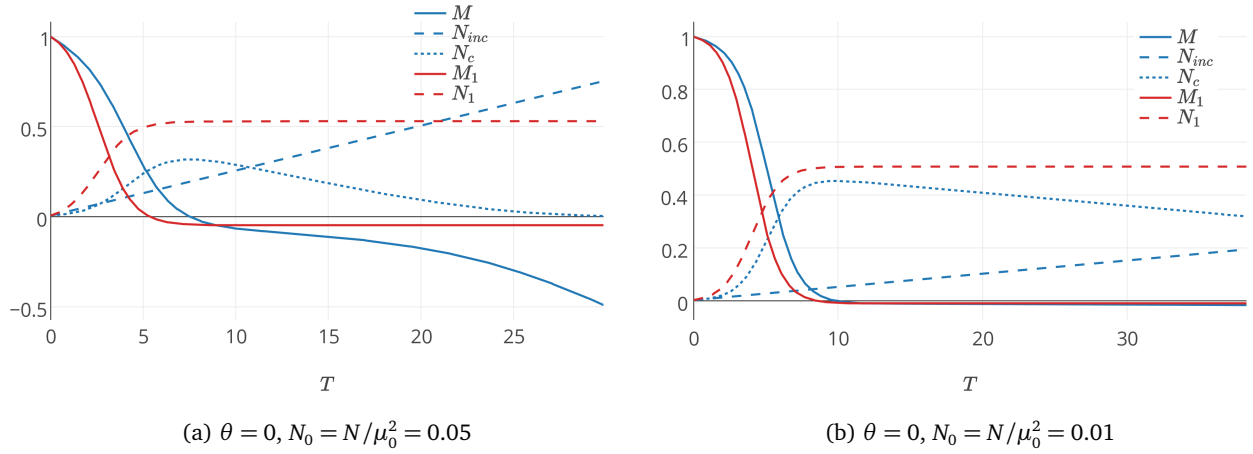 M
N_inc
N_c
M_1
N_1
1
0.5
0
−0.5
0 5 10 15 20 25
T
(a) θ = 0, N_0 = N/μ_0^2 = 0.05
M
N_inc
N_c
M_1
N_1
1
0.8
0.6
0.4
0.2
0
0 10 20 30
T
(b) θ = 0, N_0 = N/μ_0^2 = 0.01